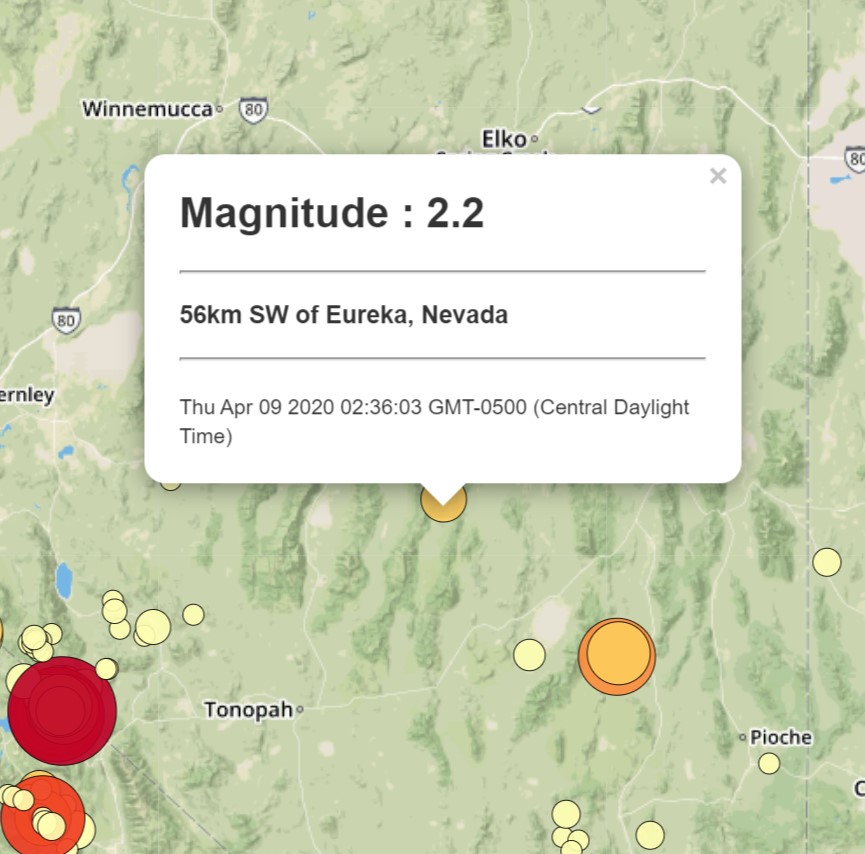 Winnemucca
80
Elko
80
×
Magnitude : 2.2
56km SW of Eureka, Nevada
80
ernley
Thu Apr 09 2020 02:36:03 GMT-0500 (Central Daylight
Time)
Tonopah
Pioche
C